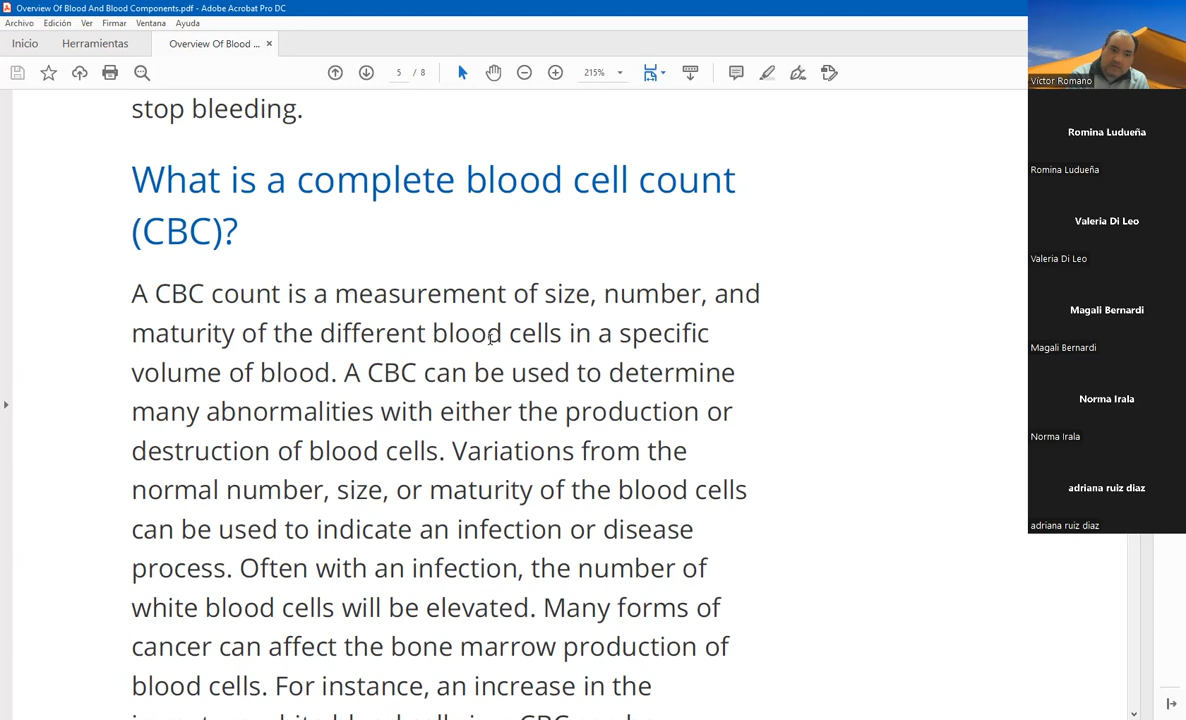 Overview Of Blood And Blood Components.pdf - Adobe Acrobat Pro DC
Archivo Edición Ver Firmar Ventana Ayuda
Inicio Herramientas Overview Of Blood ... ×
5 / 8 215%
stop bleeding.
What is a complete blood cell count
(CBC)?
A CBC count is a measurement of size, number, and
maturity of the different blood cells in a specific
volume of blood. A CBC can be used to determine
many abnormalities with either the production or
destruction of blood cells. Variations from the
normal number, size, or maturity of the blood cells
can be used to indicate an infection or disease
process. Often with an infection, the number of
white blood cells will be elevated. Many forms of
cancer can affect the bone marrow production of
blood cells. For instance, an increase in the
Víctor Romano
Romina Ludueña
Romina Ludueña
Valeria Di Leo
Valeria Di Leo
Magali Bernardi
Magali Bernardi
Norma Irala
Norma Irala
adriana ruiz diaz
adriana ruiz diaz